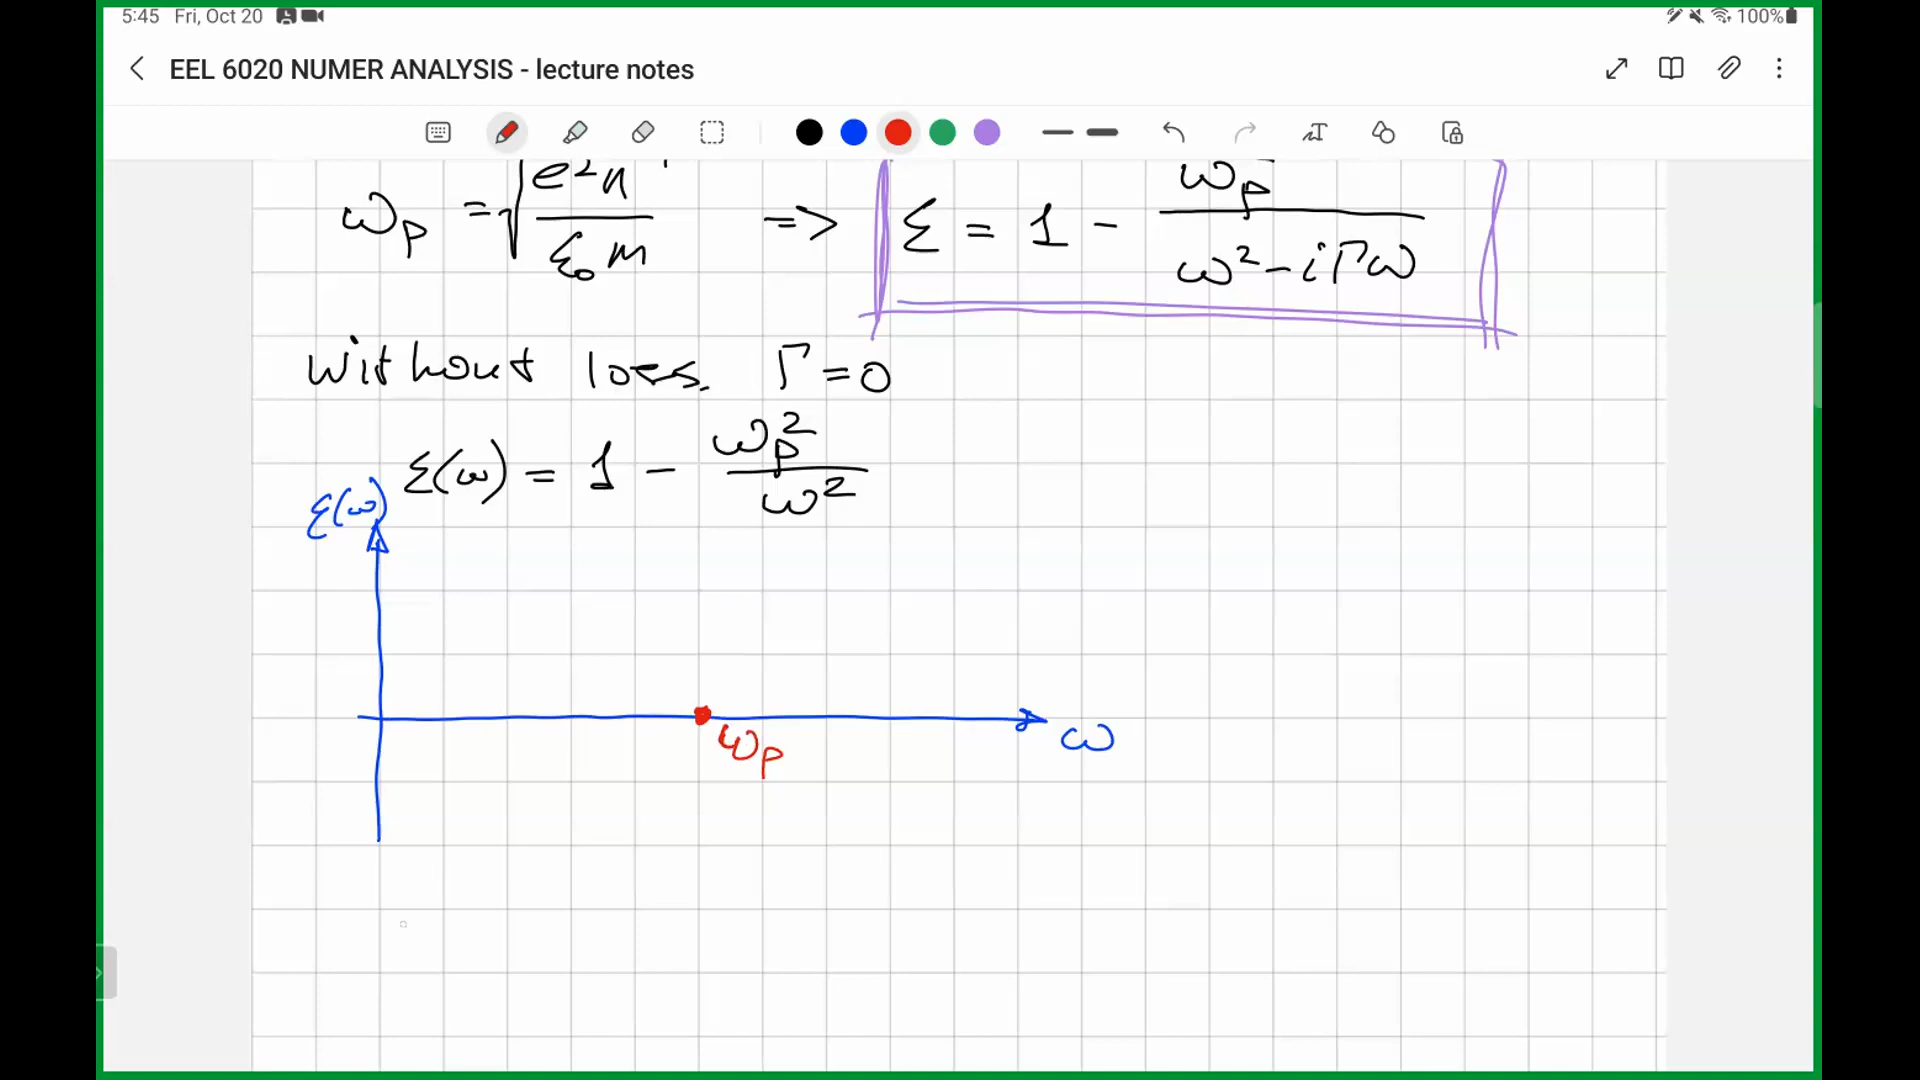 5:45 Fri, Oct 20 100%
EEL 6020 NUMER ANALYSIS - lecture notes
ωp = √(e²n / ε₀m) => ε = 1 - ωp² / (ω² - iΓω)
without loss. Γ = 0
ε(ω) = 1 - ωp² / ω²
ε(ω)
ωp
ω